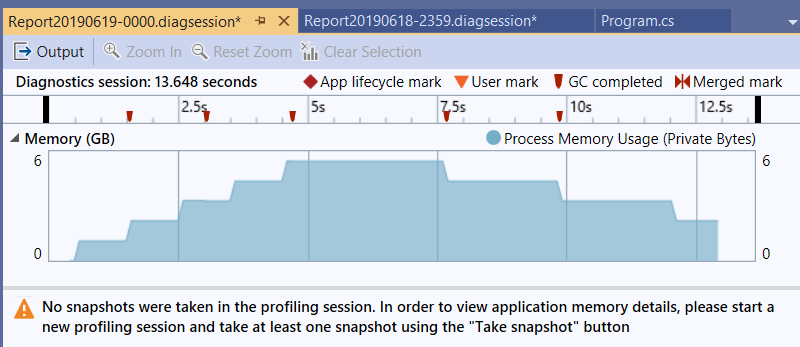 Report20190619-0000.diagsession* Report20190618-2359.diagsession* Program.cs
Output Zoom In Reset Zoom Clear Selection
Diagnostics session: 13.648 seconds App lifecycle mark User mark GC completed Merged mark
2.5s 5s 7.5s 10s 12.5s
Memory (GB) Process Memory Usage (Private Bytes)
6 6
0 0
No snapshots were taken in the profiling session. In order to view application memory details, please start a
new profiling session and take at least one snapshot using the "Take snapshot" button